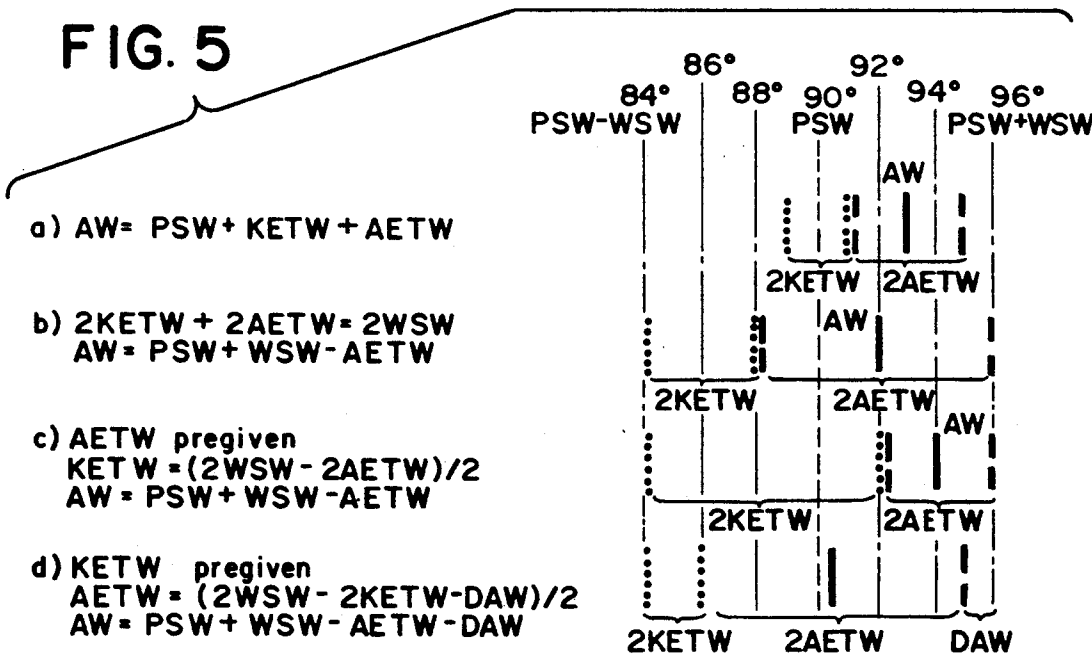 FIG. 5
86° 92°
84° 88° 90° 94° 96°
PSW-WSW PSW PSW+WSW
AW
a) AW= PSW+ KETW + AETW
2KETW 2AETW
b) 2KETW + 2AETW= 2WSW
AW
AW= PSW+ WSW- AETW
2KETW 2AETW
c) AETW pregiven
AW
KETW =(2WSW- 2AETW)/2
AW= PSW+ WSW-AETW
2KETW 2AETW
d) KETW pregiven
AETW = (2WSW- 2KETW-DAW)/2
AW= PSW+ WSW- AETW-DAW
2KETW 2AETW DAW